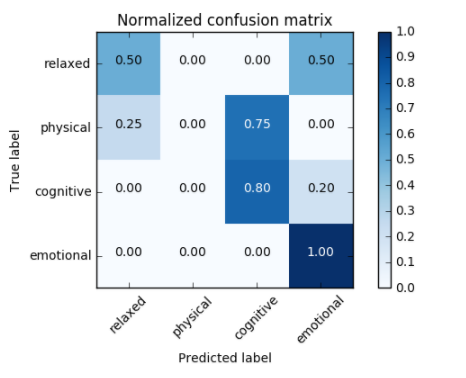 Normalized confusion matrix
True label
relaxed 0.50 0.00 0.00 0.50
physical 0.25 0.00 0.75 0.00
cognitive 0.00 0.00 0.80 0.20
emotional 0.00 0.00 0.00 1.00
relaxed physical cognitive emotional
Predicted label
1.0
0.9
0.8
0.7
0.6
0.5
0.4
0.3
0.2
0.1
0.0